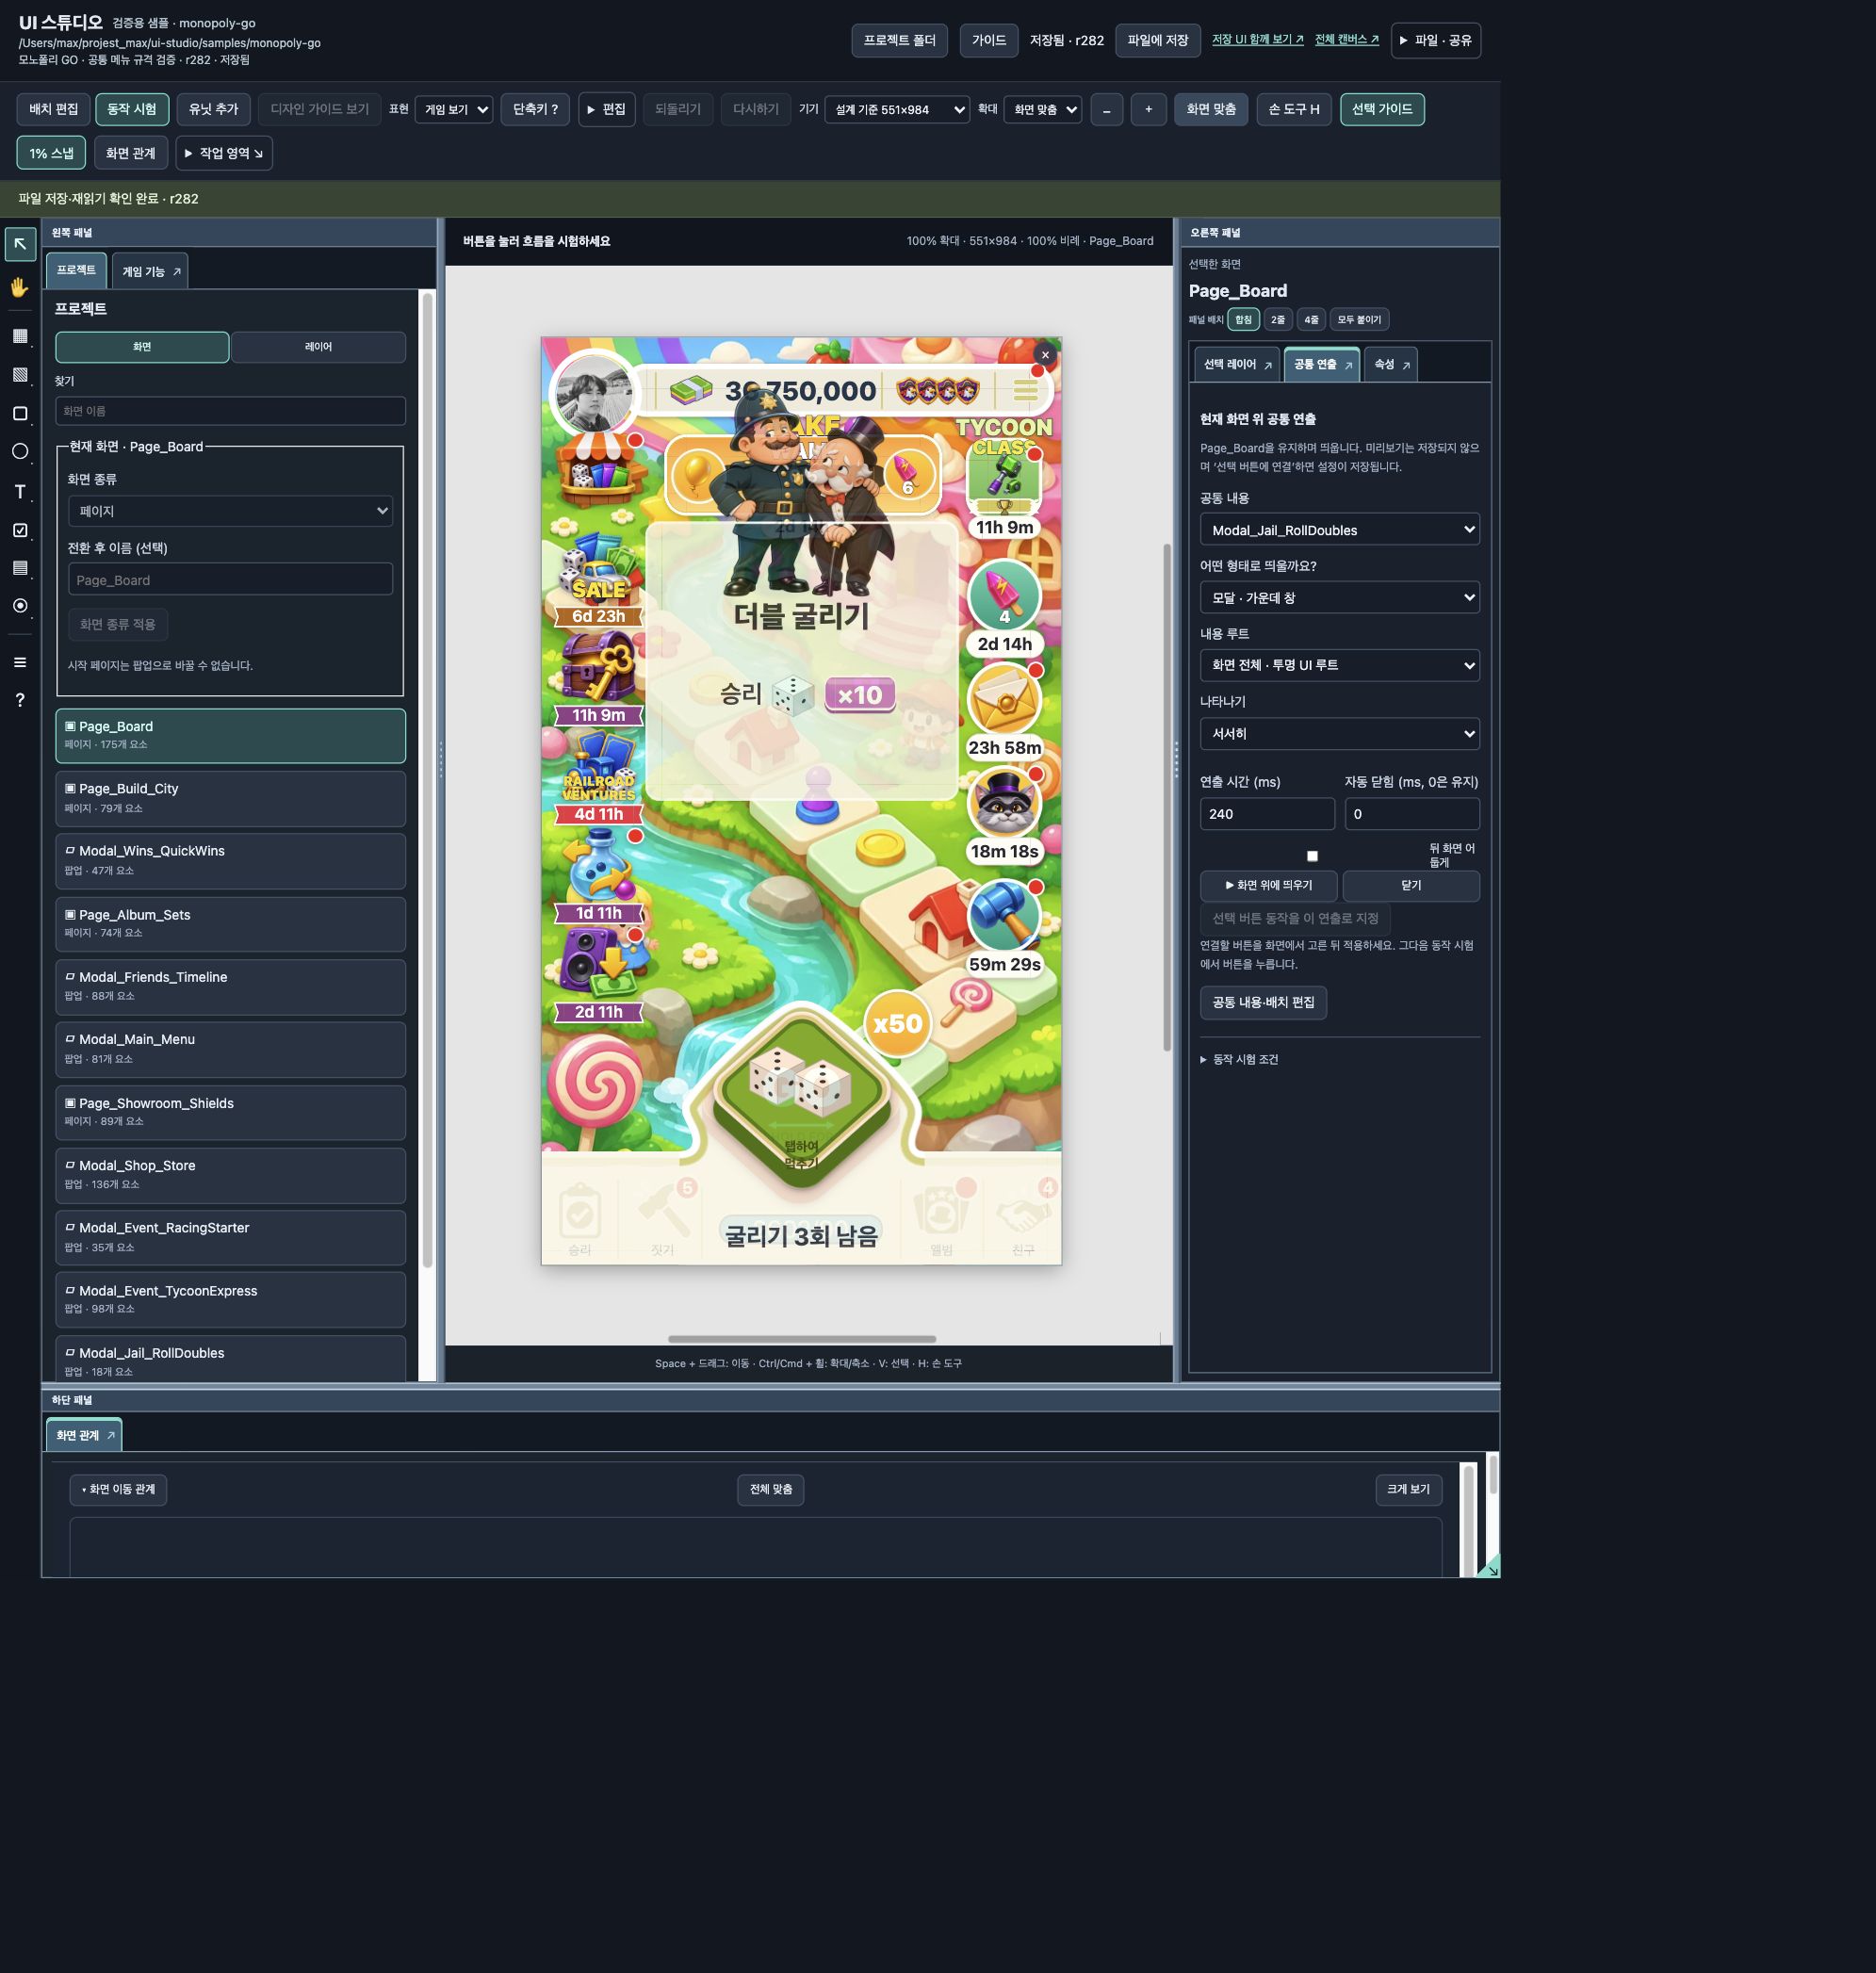 UI 스튜디오 검증용 샘플 · monopoly-go
/Users/max/projest_max/ui-studio/samples/monopoly-go
모노폴리 GO · 공통 메뉴 규격 검증 · r282 · 저장됨
프로젝트 폴더 가이드 저장됨 · r282 파일에 저장 저장 UI 함께 보기 ↗ 전체 캔버스 ↗ ▶ 파일 · 공유
배치 편집 동작 시험 유닛 추가 디자인 가이드 보기 표현 게임 보기 단축키 ? ▶ 편집 되돌리기 다시하기 기기 설계 기준 551×984 확대 화면 맞춤 − + 화면 맞춤 손 도구 H 선택 가이드
1% 스냅 화면 관계 ▶ 작업 영역 ↘
파일 저장·재읽기 확인 완료 · r282
왼쪽 패널
프로젝트 게임 기능 ↗
프로젝트
화면 레이어
찾기
화면 이름
현재 화면 · Page_Board
화면 종류
페이지
전환 후 이름 (선택)
Page_Board
화면 종류 적용
시작 페이지는 팝업으로 바꿀 수 없습니다.
Page_Board
페이지 · 175개 요소
Page_Build_City
페이지 · 79개 요소
Modal_Wins_QuickWins
팝업 · 47개 요소
Page_Album_Sets
페이지 · 74개 요소
Modal_Friends_Timeline
팝업 · 88개 요소
Modal_Main_Menu
팝업 · 81개 요소
Page_Showroom_Shields
페이지 · 89개 요소
Modal_Shop_Store
팝업 · 136개 요소
Modal_Event_RacingStarter
팝업 · 35개 요소
Modal_Event_TycoonExpress
팝업 · 98개 요소
Modal_Jail_RollDoubles
팝업 · 18개 요소
T
?
버튼을 눌러 흐름을 시험하세요 100% 확대 · 551×984 · 100% 비례 · Page_Board
×
750,000
TYCOON
CLASS
6
11h 9m
SALE
6d 23h
더블 굴리기
4
2d 14h
승리 x10
11h 9m
23h 58m
RAILROAD
VENTURES
4d 11h
18m 18s
1d 11h
59m 29s
2d 11h
x50
탭하여
멈추기
5
4
굴리기 3회 남음
승리 짓기 앨범 친구
Space + 드래그: 이동 · Ctrl/Cmd + 휠: 확대/축소 · V: 선택 · H: 손 도구
오른쪽 패널
선택한 화면
Page_Board
패널 배치 합침 2줄 4줄 모두 붙이기
선택 레이어 ↗ 공통 연출 ↗ 속성 ↗
현재 화면 위 공통 연출
Page_Board을 유지하며 띄웁니다. 미리보기는 저장되지 않으
며 ‘선택 버튼에 연결’하면 설정이 저장됩니다.
공통 내용
Modal_Jail_RollDoubles
어떤 형태로 띄울까요?
모달 · 가운데 창
내용 루트
화면 전체 · 투명 UI 루트
나타나기
서서히
연출 시간 (ms) 자동 닫힘 (ms, 0은 유지)
240 0
뒤 화면 어
둡게
▶ 화면 위에 띄우기 닫기
선택 버튼 동작을 이 연출로 지정
연결할 버튼을 화면에서 고른 뒤 적용하세요. 그다음 동작 시험
에서 버튼을 누릅니다.
공통 내용·배치 편집
▶ 동작 시험 조건
하단 패널
화면 관계 ↗
▾ 화면 이동 관계 전체 맞춤 크게 보기